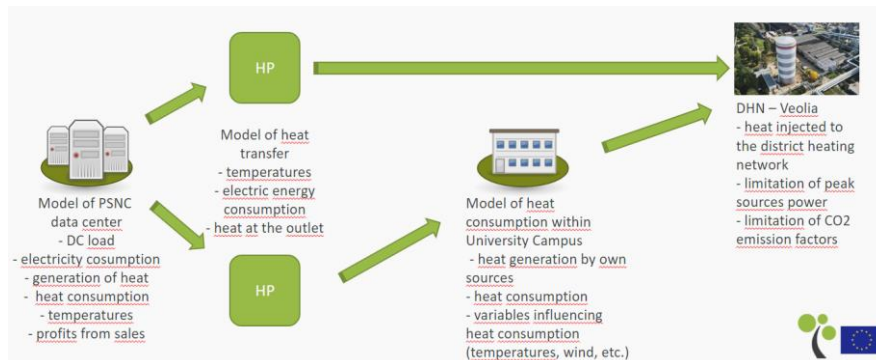 HP
Model of heat
transfer
- temperatures
- electric energy
consumption
- heat at the outlet
HP
Model of PSNC
data center
- DC load
- electricity cosumption
- generation of heat
- heat consumption
- temperatures
- profits from sales
Model of heat
consumption within
University Campus
- heat generation by own
sources
- heat consumption
- variables influencing
heat consumption
(temperatures, wind, etc.)
DHN – Veolia
- heat injected to
the district heating
network
- limitation of peak
sources power
- limitation of CO2
emission factors